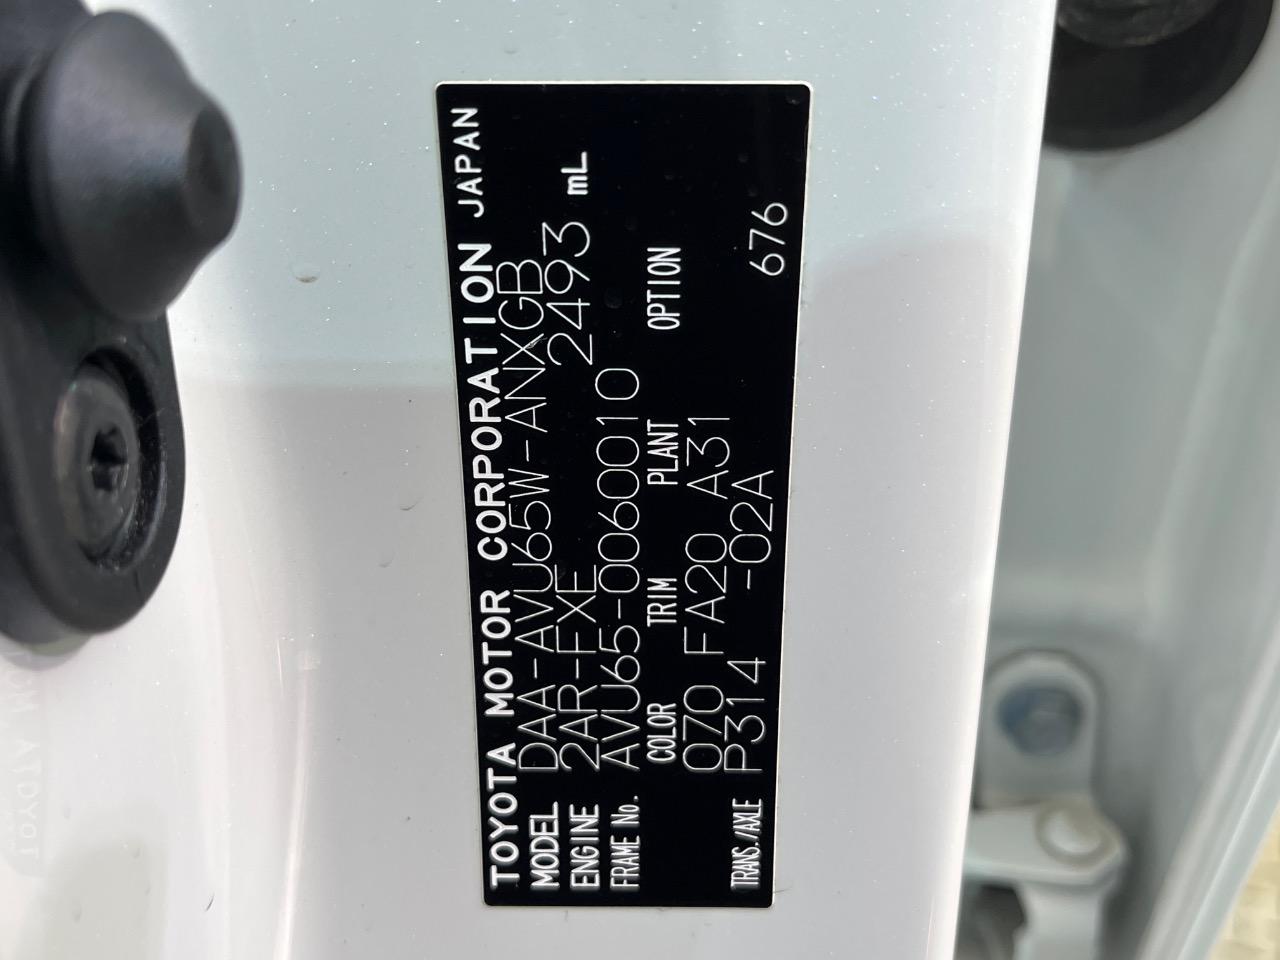 TOYOTA MOTOR CORPORATION JAPAN
MODEL DAA-AVU65W-ANXGB
ENGINE 2AR-FXE 2493 mL
FRAME No. AVU65-0060010
COLOR TRIM PLANT OPTION
070 FA20 A31
TRANS./AXLE P314 -02A 676